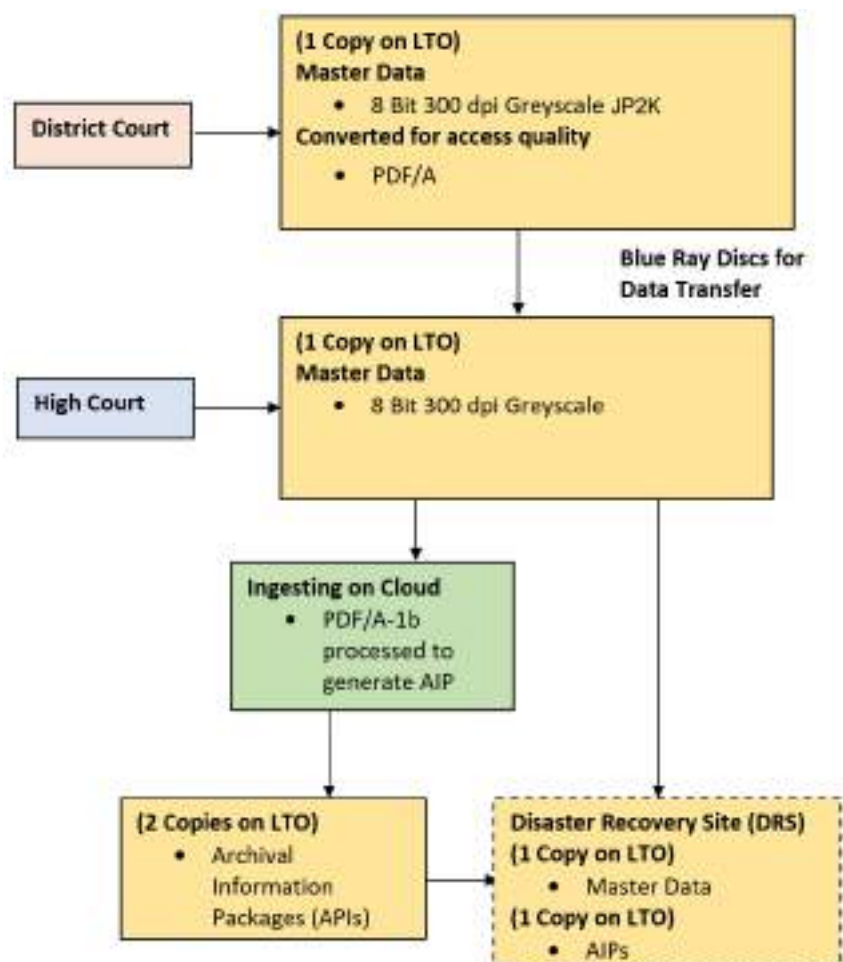 (1 Copy on LTO)
Master Data
• 8 Bit 300 dpi Greyscale JP2K
Converted for access quality
• PDF/A
District Court
Blue Ray Discs for
Data Transfer
(1 Copy on LTO)
Master Data
• 8 Bit 300 dpi Greyscale
High Court
Ingesting on Cloud
• PDF/A-1b
processed to
generate AIP
(2 Copies on LTO)
• Archival
Information
Packages (APIs)
Disaster Recovery Site (DRS)
(1 Copy on LTO)
• Master Data
(1 Copy on LTO)
• AIPs